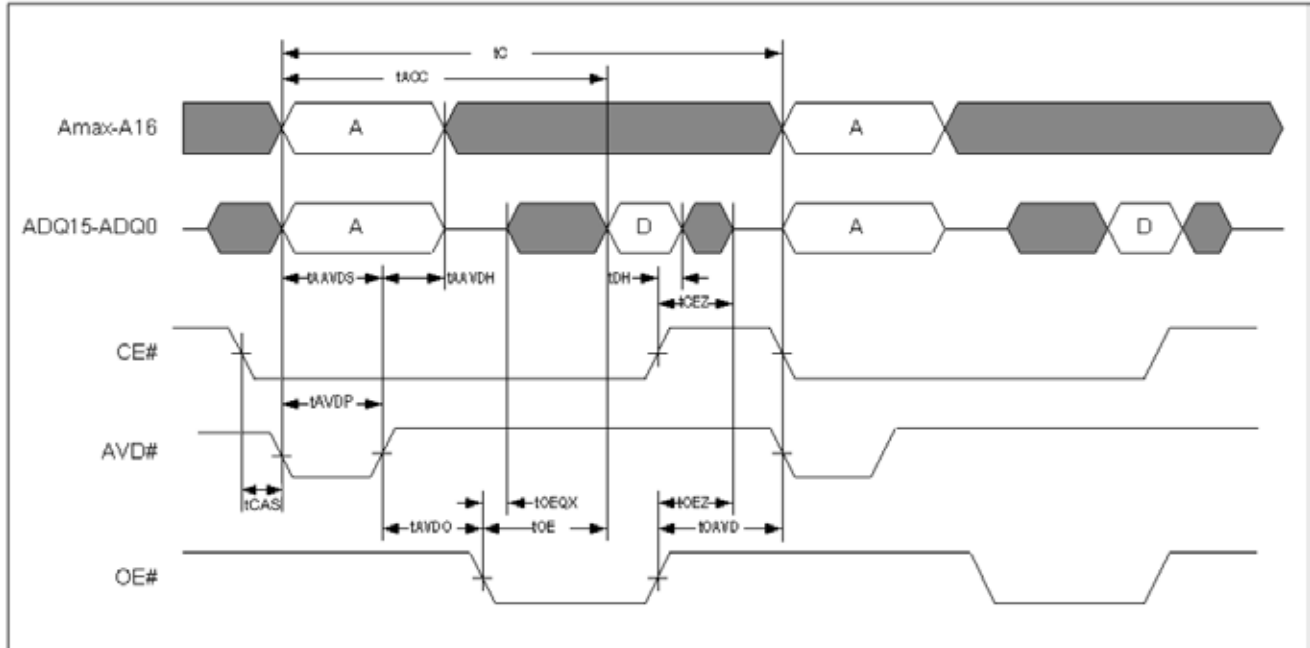 tC
tACC
Amax-A16
A
A
ADQ15-ADQ0
A
D
A
D
tAAVDS
tAAVDH
tDH
tCEZ
CE#
tAVDP
AVD#
tCAS
tOEQX
tOEZ
tAVDO
tOE
tOAVD
OE#